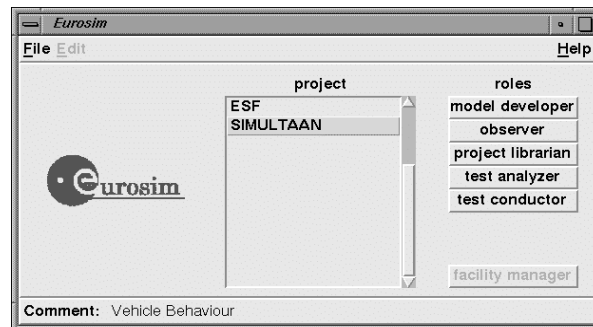 Eurosim
File Edit Help
project
ESF
SIMULTAAN
roles
model developer
observer
project librarian
test analyzer
test conductor
facility manager
eurosim
Comment: Vehicle Behaviour